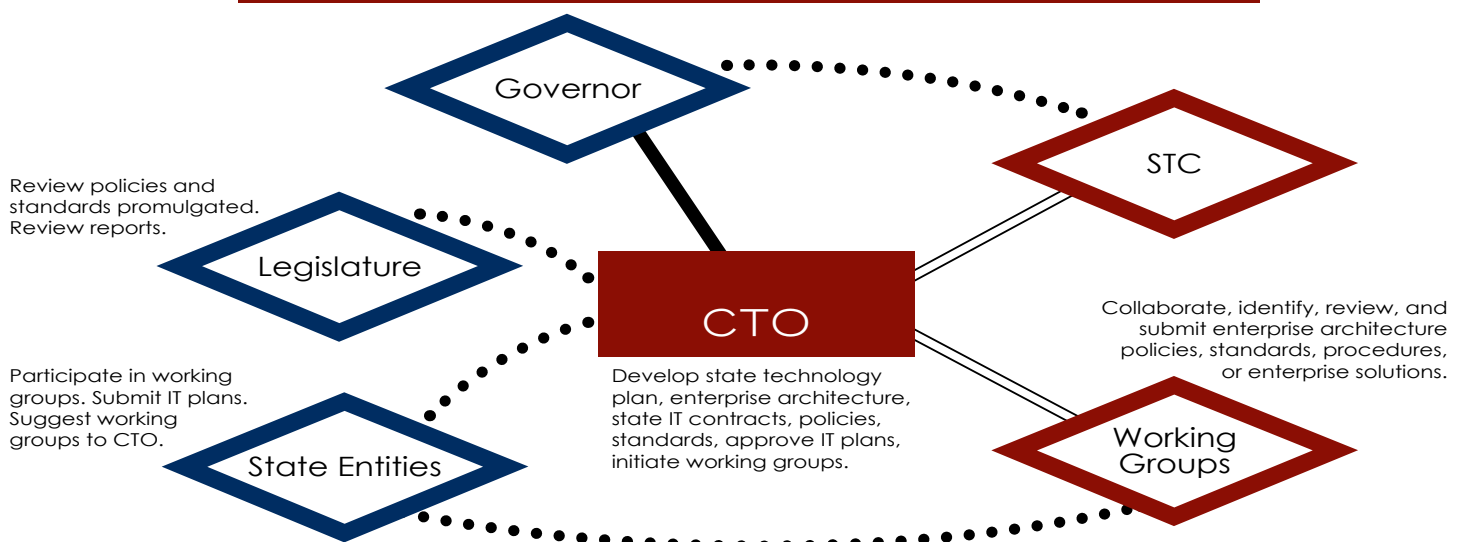 Governor
STC
Review policies and
standards promulgated.
Review reports.
Legislature
CTO
Collaborate, identify, review, and
submit enterprise architecture
policies, standards, procedures,
or enterprise solutions.
Participate in working
groups. Submit IT plans.
Suggest working
groups to CTO.
Develop state technology
plan, enterprise architecture,
state IT contracts, policies,
standards, approve IT plans,
initiate working groups.
State Entities
Working
Groups